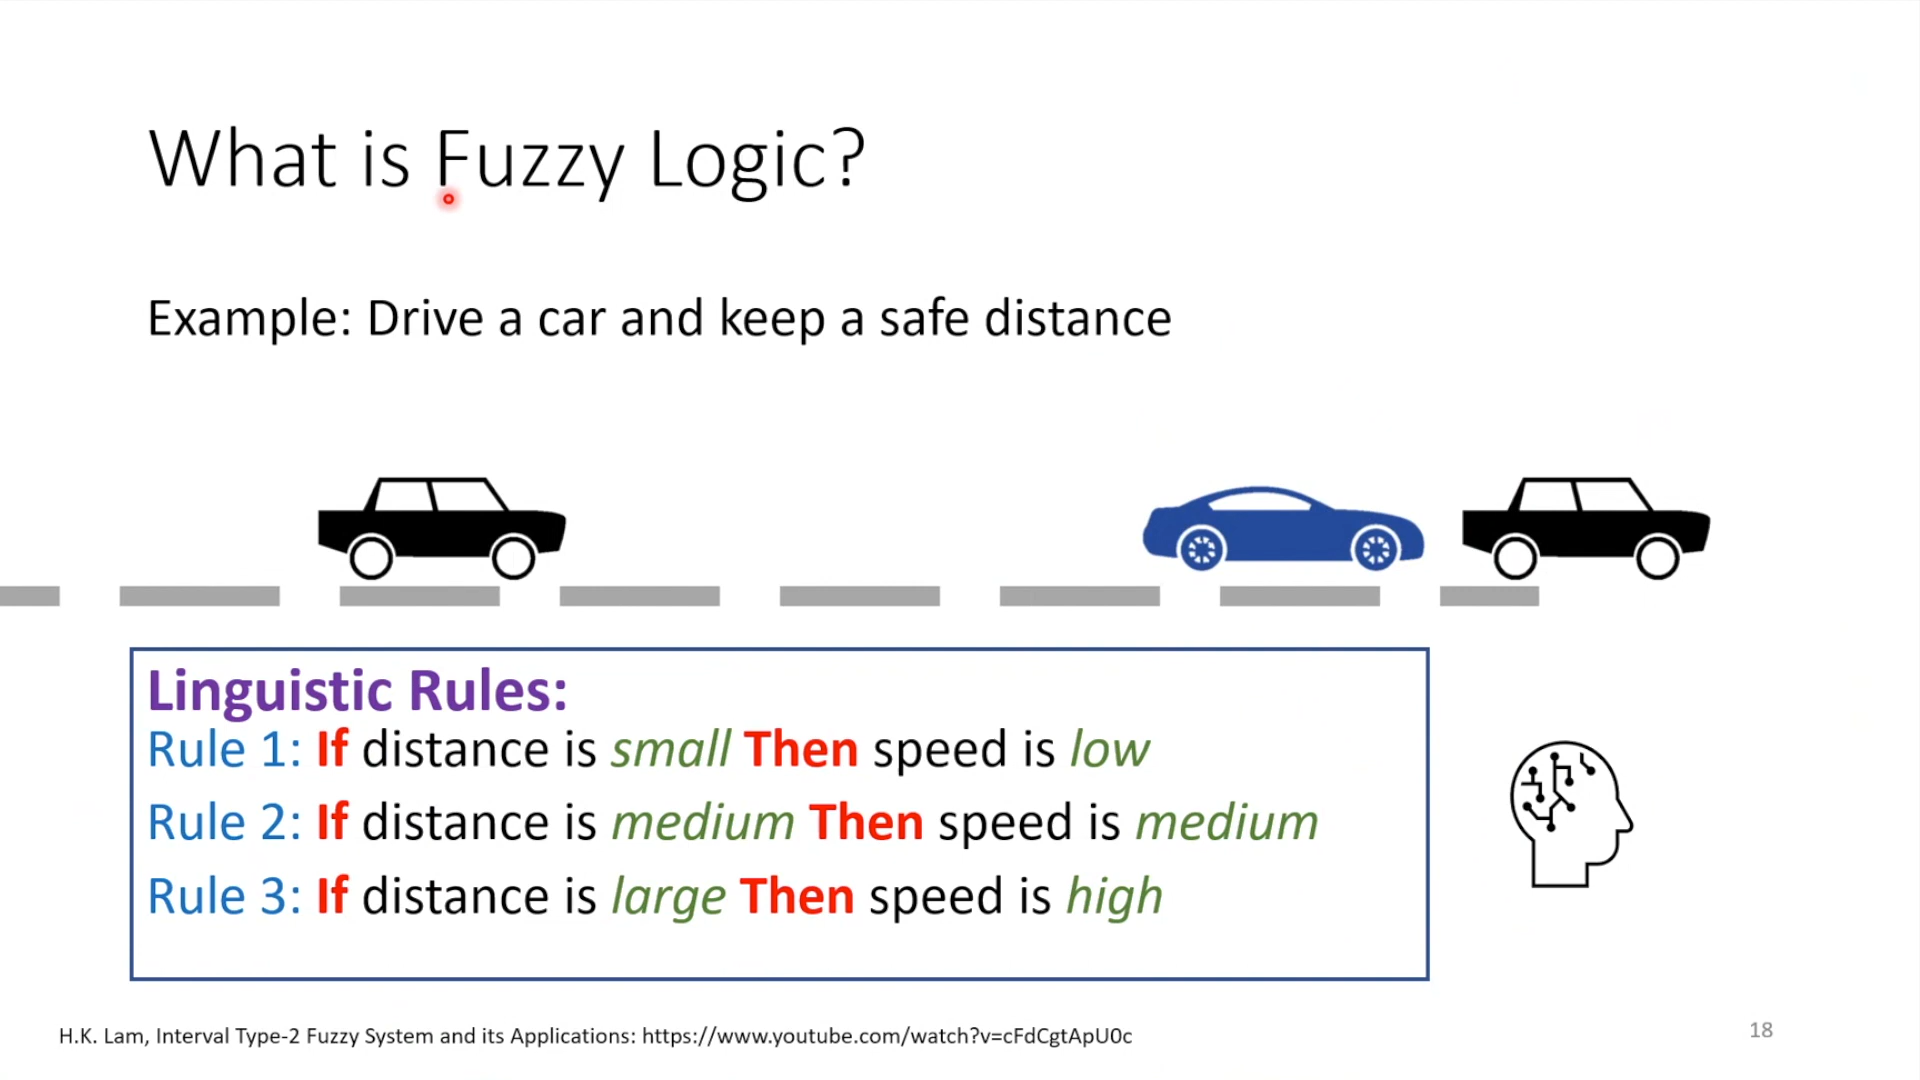 What is Fuzzy Logic?
Example: Drive a car and keep a safe distance
Linguistic Rules:
Rule 1: If distance is small Then speed is low
Rule 2: If distance is medium Then speed is medium
Rule 3: If distance is large Then speed is high
H.K. Lam, Interval Type-2 Fuzzy System and its Applications: https://www.youtube.com/watch?v=cFdCgtApU0c
18